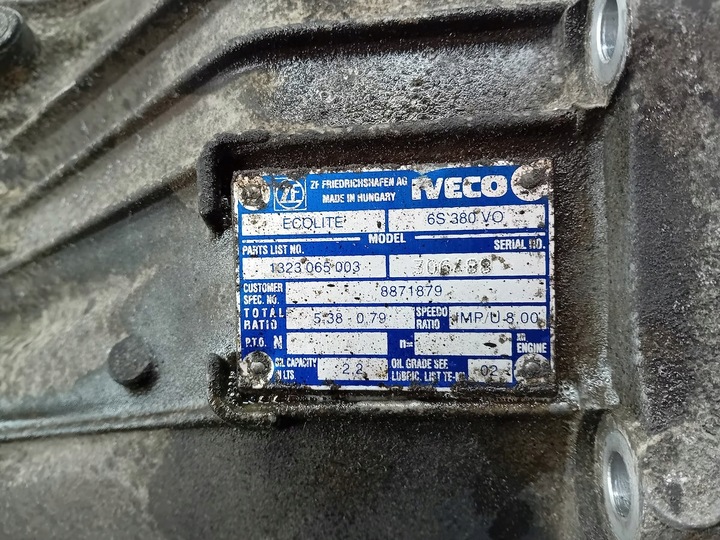 ZF FRIEDRICHSHAFEN AG IVECO
ZF MADE IN HUNGARY
ECOLITE 6S 380 VO
MODEL
PARTS LIST NO. SERIAL NO.
1323 065 003
CUSTOMER
SPEC. NO. 8871879
TOTAL RATIO 5,38 - 0,79 SPEEDO RATIO IMP/U-8,00
P.T.O. N n= ENGINE
OIL CAPACITY
IN LTS. 2,2 OIL GRADE SEE
LUBRIC. LIST TE-ML 02